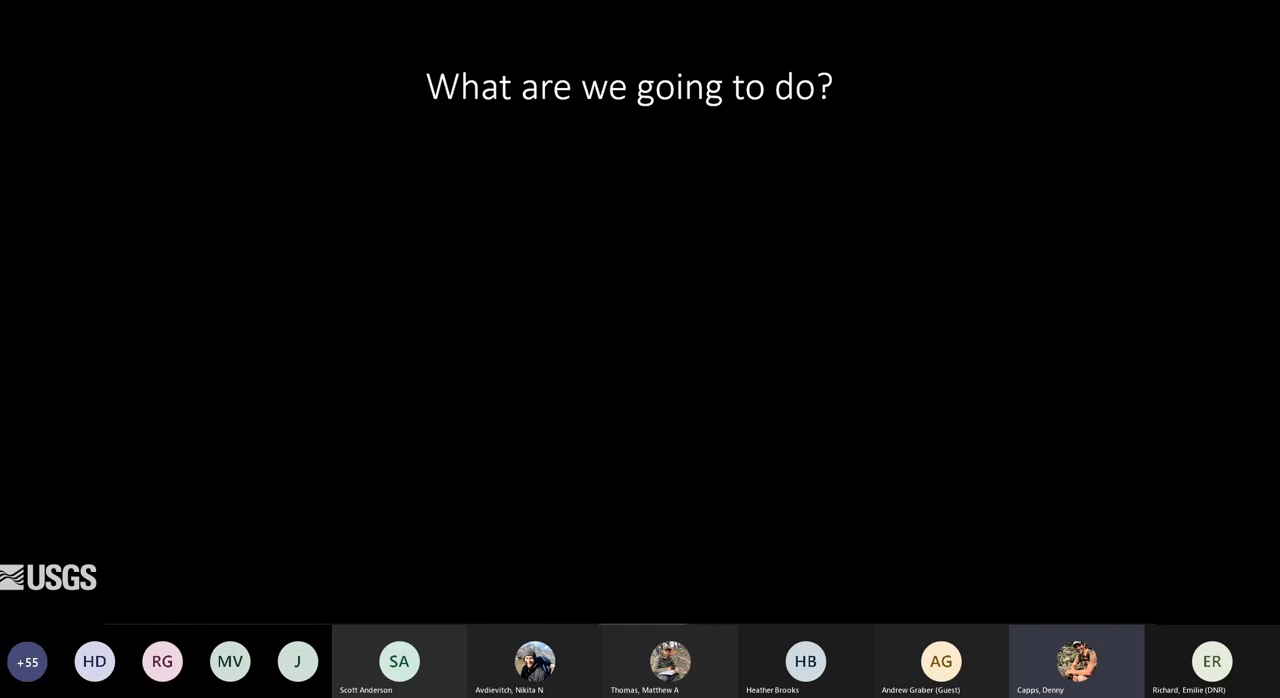 What are we going to do?
USGS
+55
HD
RG
MV
J
SA
HB
AG
ER
Scott Anderson
Avdievitch, Nikita N
Thomas, Matthew A
Heather Brooks
Andrew Graber (Guest)
Capps, Denny
Richard, Emilie (DNR)